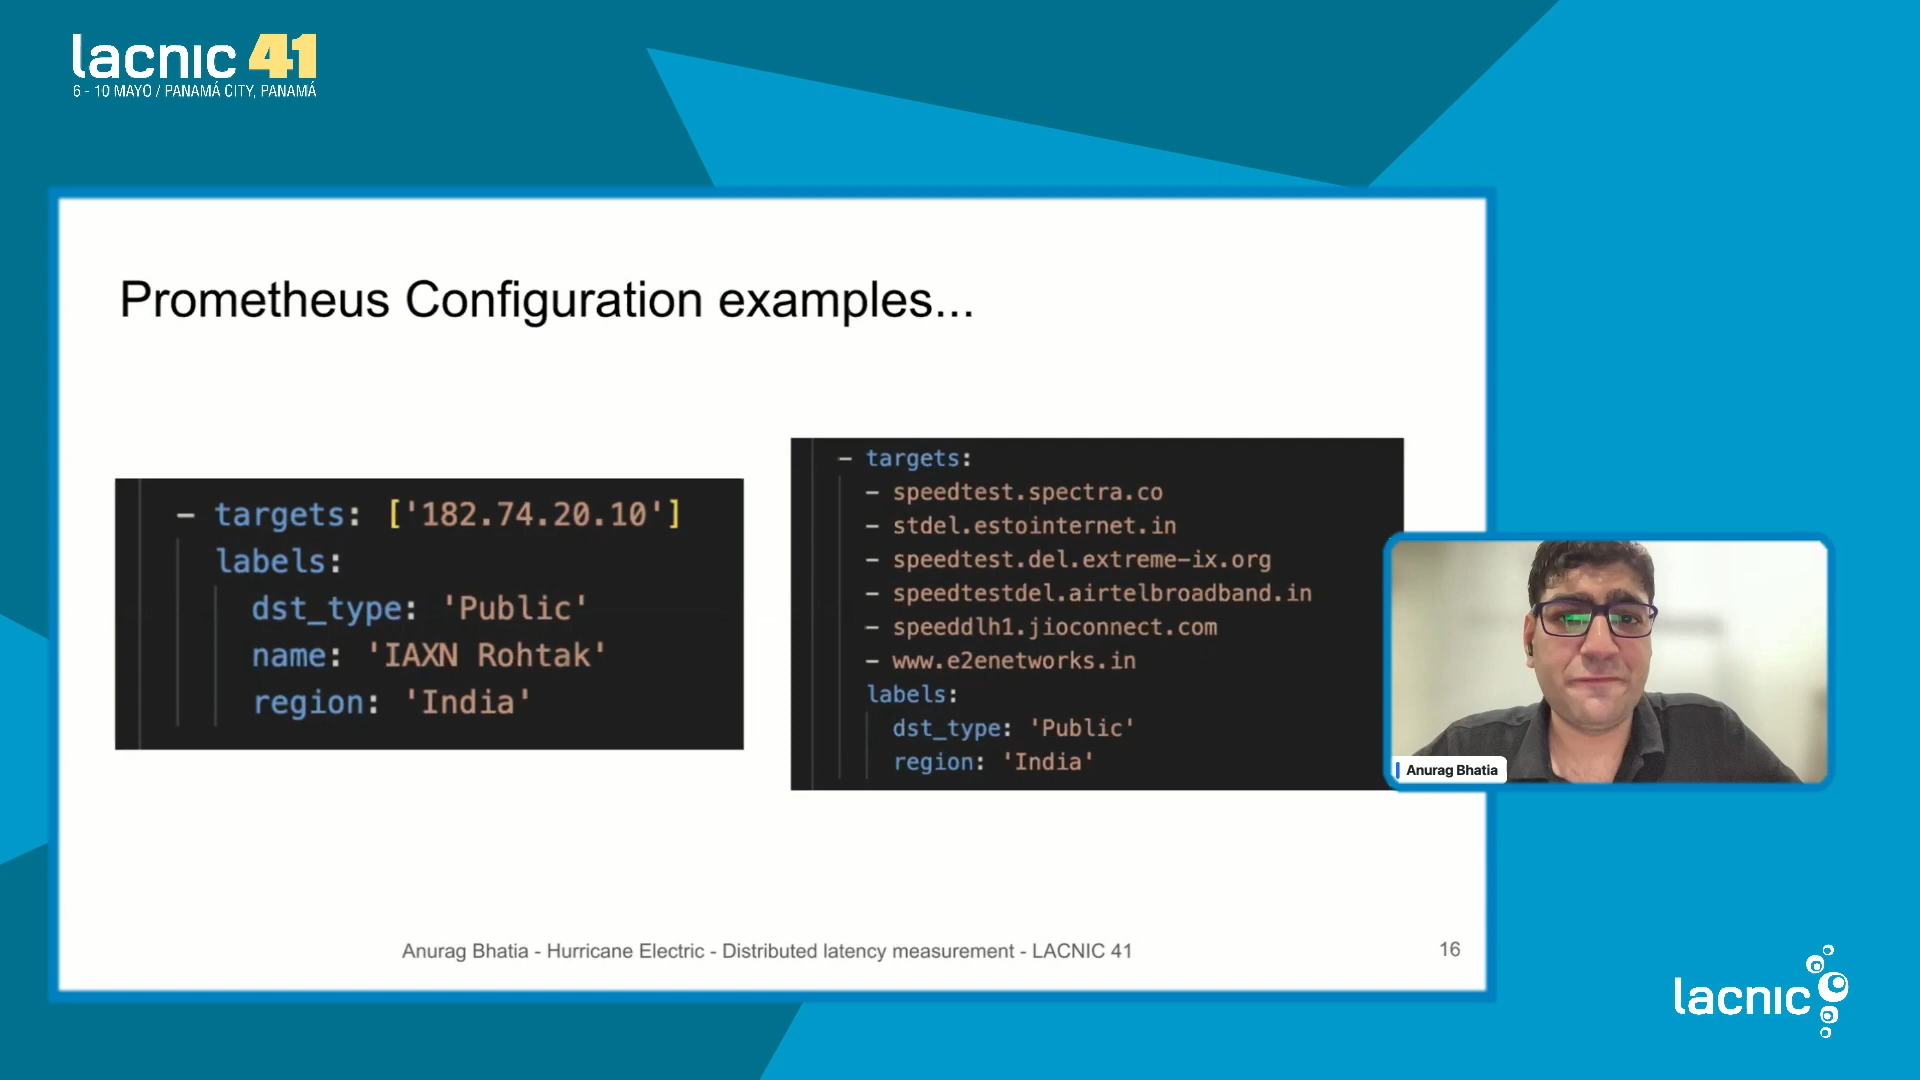 lacnic 41
6 - 10 MAYO / PANAMÁ CITY, PANAMÁ
Prometheus Configuration examples...
- targets: ['182.74.20.10']
labels:
dst_type: 'Public'
name: 'IAXN Rohtak'
region: 'India'
- targets:
- speedtest.spectra.co
- stdel.estointernet.in
- speedtest.del.extreme-ix.org
- speedtestdel.airtelbroadband.in
- speeddlh1.jioconnect.com
- www.e2enetworks.in
labels:
dst_type: 'Public'
region: 'India'
Anurag Bhatia
Anurag Bhatia - Hurricane Electric - Distributed latency measurement - LACNIC 41
16
lacnic